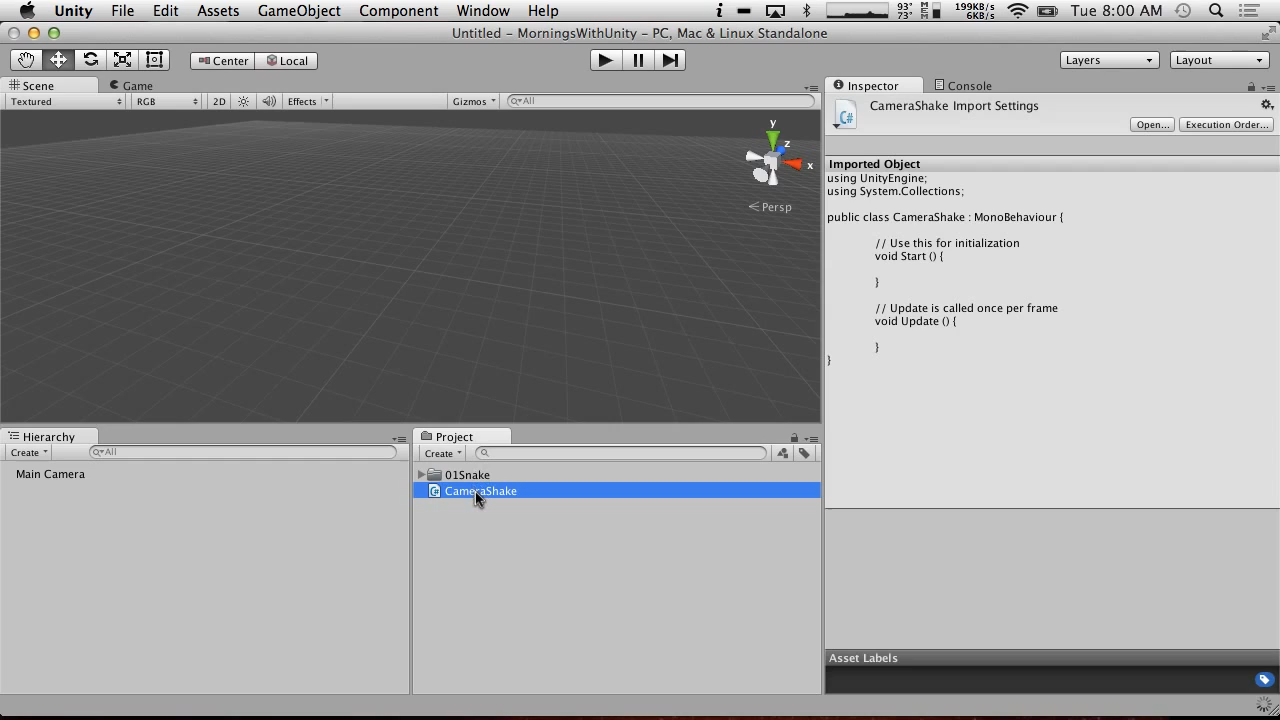 Unity File Edit Assets GameObject Component Window Help
93° 73° MEM 199KB/s 6KB/s Tue 8:00 AM
Untitled - MorningsWithUnity - PC, Mac & Linux Standalone
Center Local Layers Layout
Scene Game
Textured RGB 2D Effects Gizmos All
y
z
x
Persp
Inspector Console
CameraShake Import Settings
C#
Open... Execution Order...
Imported Object
using UnityEngine;
using System.Collections;
public class CameraShake : MonoBehaviour {
// Use this for initialization
void Start () {
}
// Update is called once per frame
void Update () {
}
}
Hierarchy
Create All
Main Camera
Project
Create
01Snake
CameraShake
Asset Labels